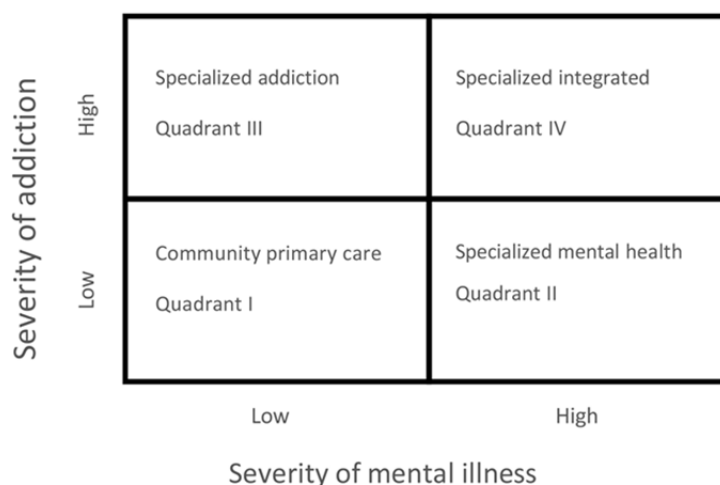 Severity of addiction
High
Low
Specialized addiction
Quadrant III
Specialized integrated
Quadrant IV
Community primary care
Quadrant I
Specialized mental health
Quadrant II
Low
High
Severity of mental illness